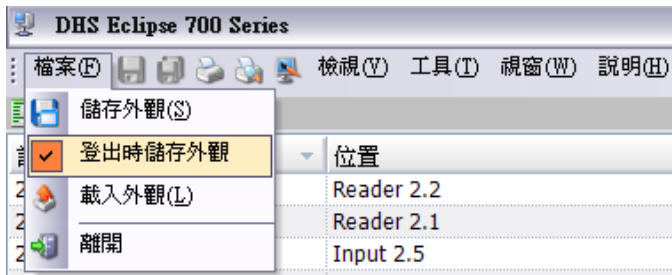 DHS Eclipse 700 Series
檔案(F) 檢視(V) 工具(T) 視窗(W) 說明(H)
儲存外觀(S)
登出時儲存外觀
位置
載入外觀(L)
Reader 2.2
Reader 2.1
離開
Input 2.5